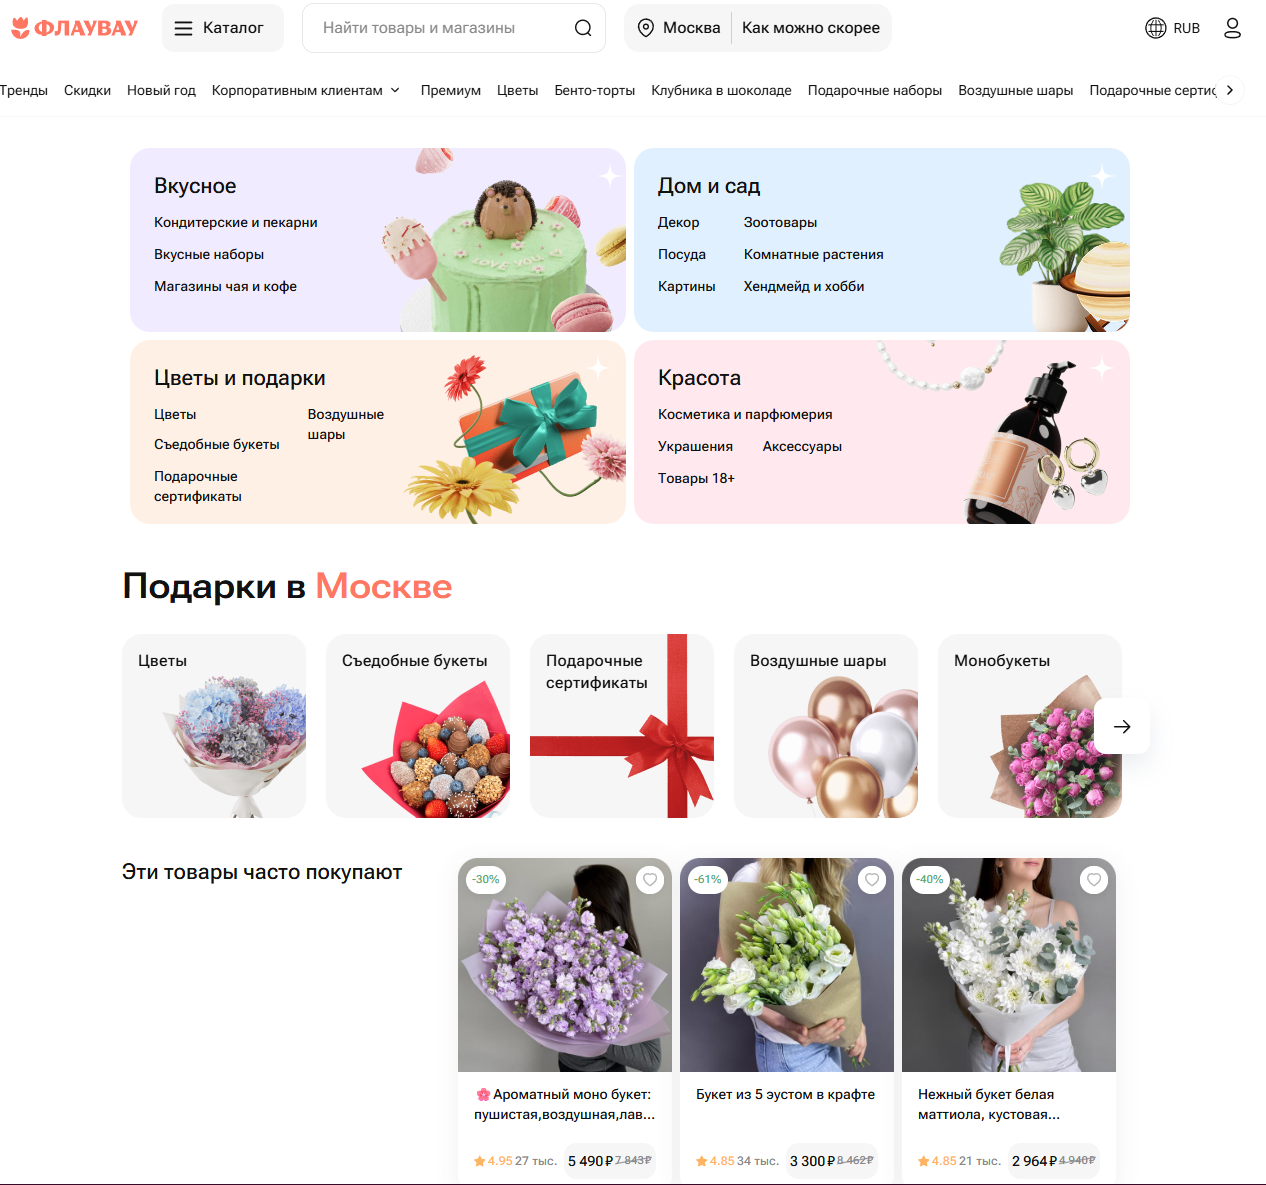 ФЛАУВАУ
Каталог
Найти товары и магазины
Москва
Как можно скорее
RUB
Тренды Скидки Новый год Корпоративным клиентам Премиум Цветы Бенто-торты Клубника в шоколаде Подарочные наборы Воздушные шары Подарочные
Вкусное
Кондитерские и пекарни
Вкусные наборы
Магазины чая и кофе
LOVE YOU
Дом и сад
Декор Зоотовары
Посуда Комнатные растения
Картины Хендмейд и хобби
Цветы и подарки
Цветы Воздушные
шары
Съедобные букеты
Подарочные
сертификаты
Красота
Косметика и парфюмерия
Украшения Аксессуары
Товары 18+
Подарки в Москве
Цветы
Съедобные букеты
Подарочные
сертификаты
Воздушные шары
Монобукеты
Эти товары часто покупают
-30%
-61%
-40%
Ароматный моно букет:
пушистая,воздушная,лав...
4.95 27 тыс. 5 490 ₽ 7 843 ₽
Букет из 5 эустом в крафте
4.85 34 тыс. 3 300 ₽ 8 462 ₽
Нежный букет белая
маттиола, кустовая...
4.85 21 тыс. 2 964 ₽ 4 940 ₽